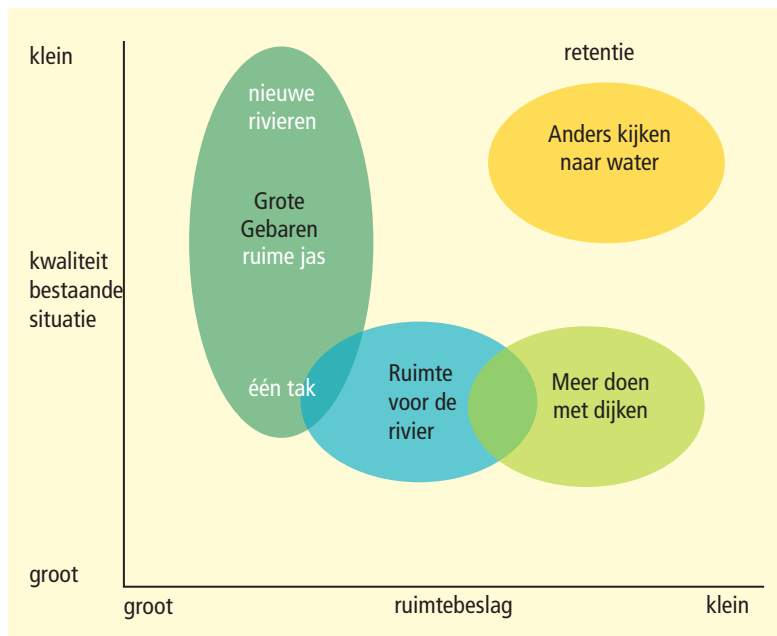 klein
retentie
nieuwe
rivieren
Anders kijken
naar water
Grote
Gebaren
ruime jas
kwaliteit
bestaande
situatie
één tak
Ruimte
voor de
rivier
Meer doen
met dijken
groot
groot
ruimtebeslag
klein